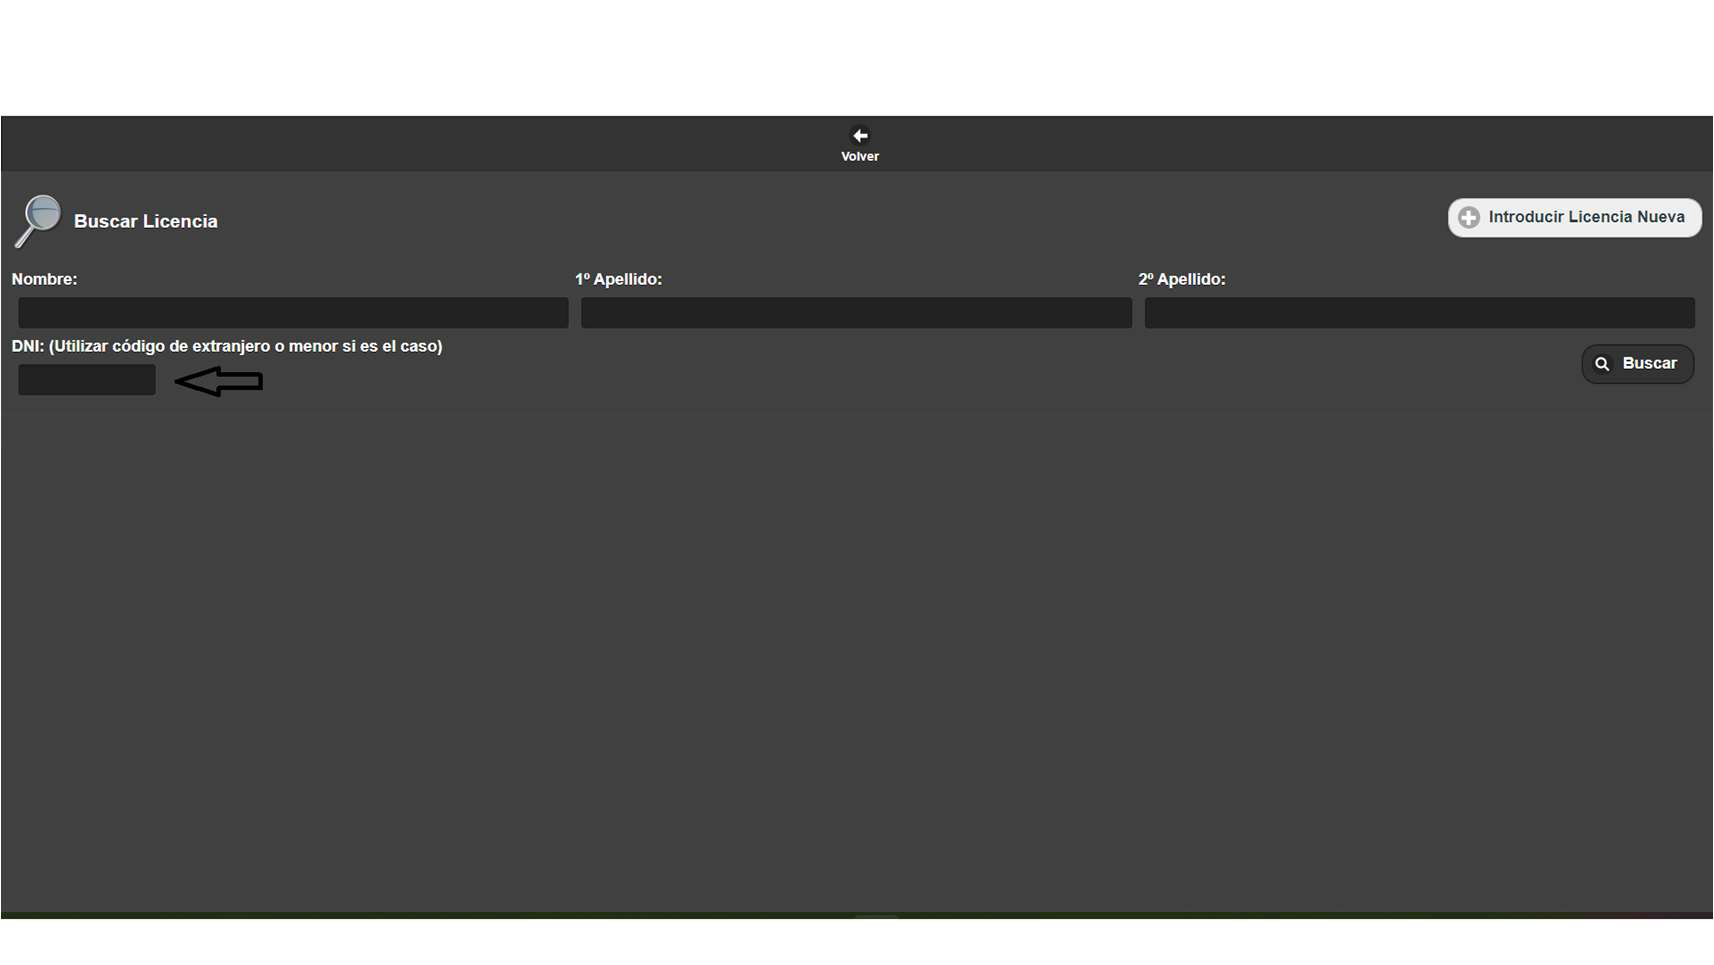 Volver
Buscar Licencia
Introducir Licencia Nueva
Nombre:
1º Apellido:
2º Apellido:
DNI: (Utilizar código de extranjero o menor si es el caso)
Buscar